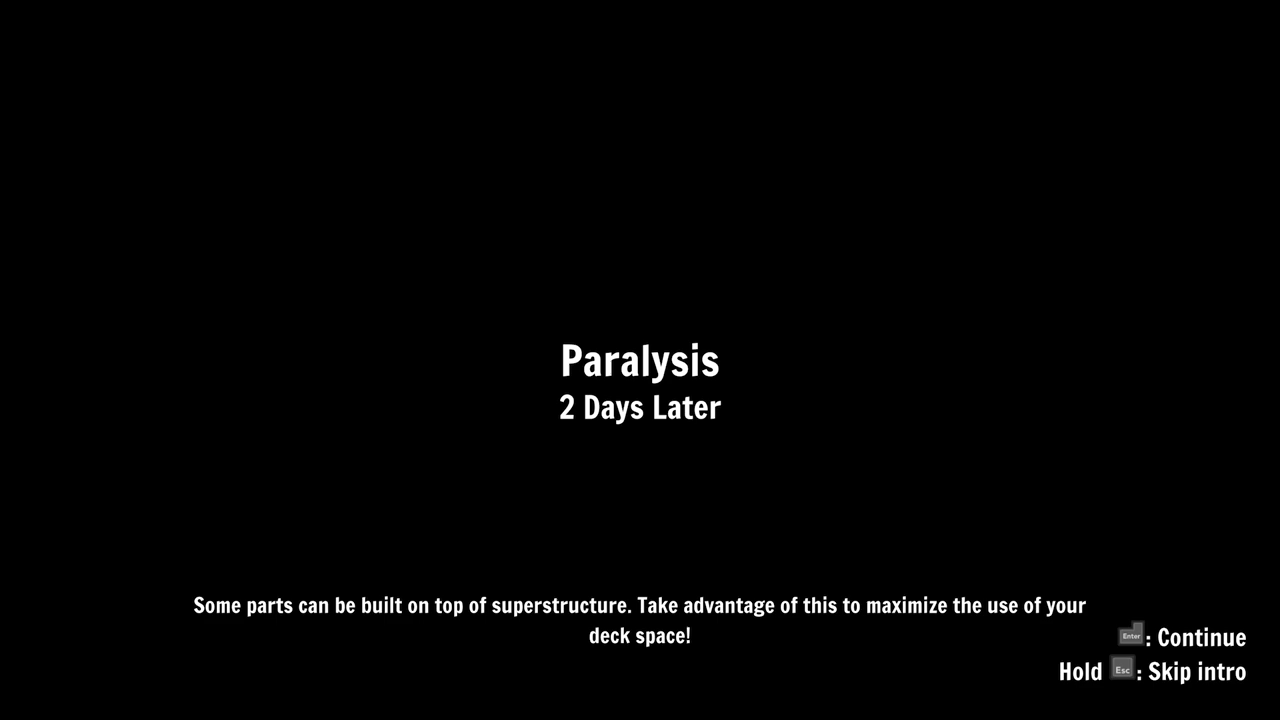 Paralysis
2 Days Later
Some parts can be built on top of superstructure. Take advantage of this to maximize the use of your
deck space!
Enter : Continue
Hold Esc : Skip intro